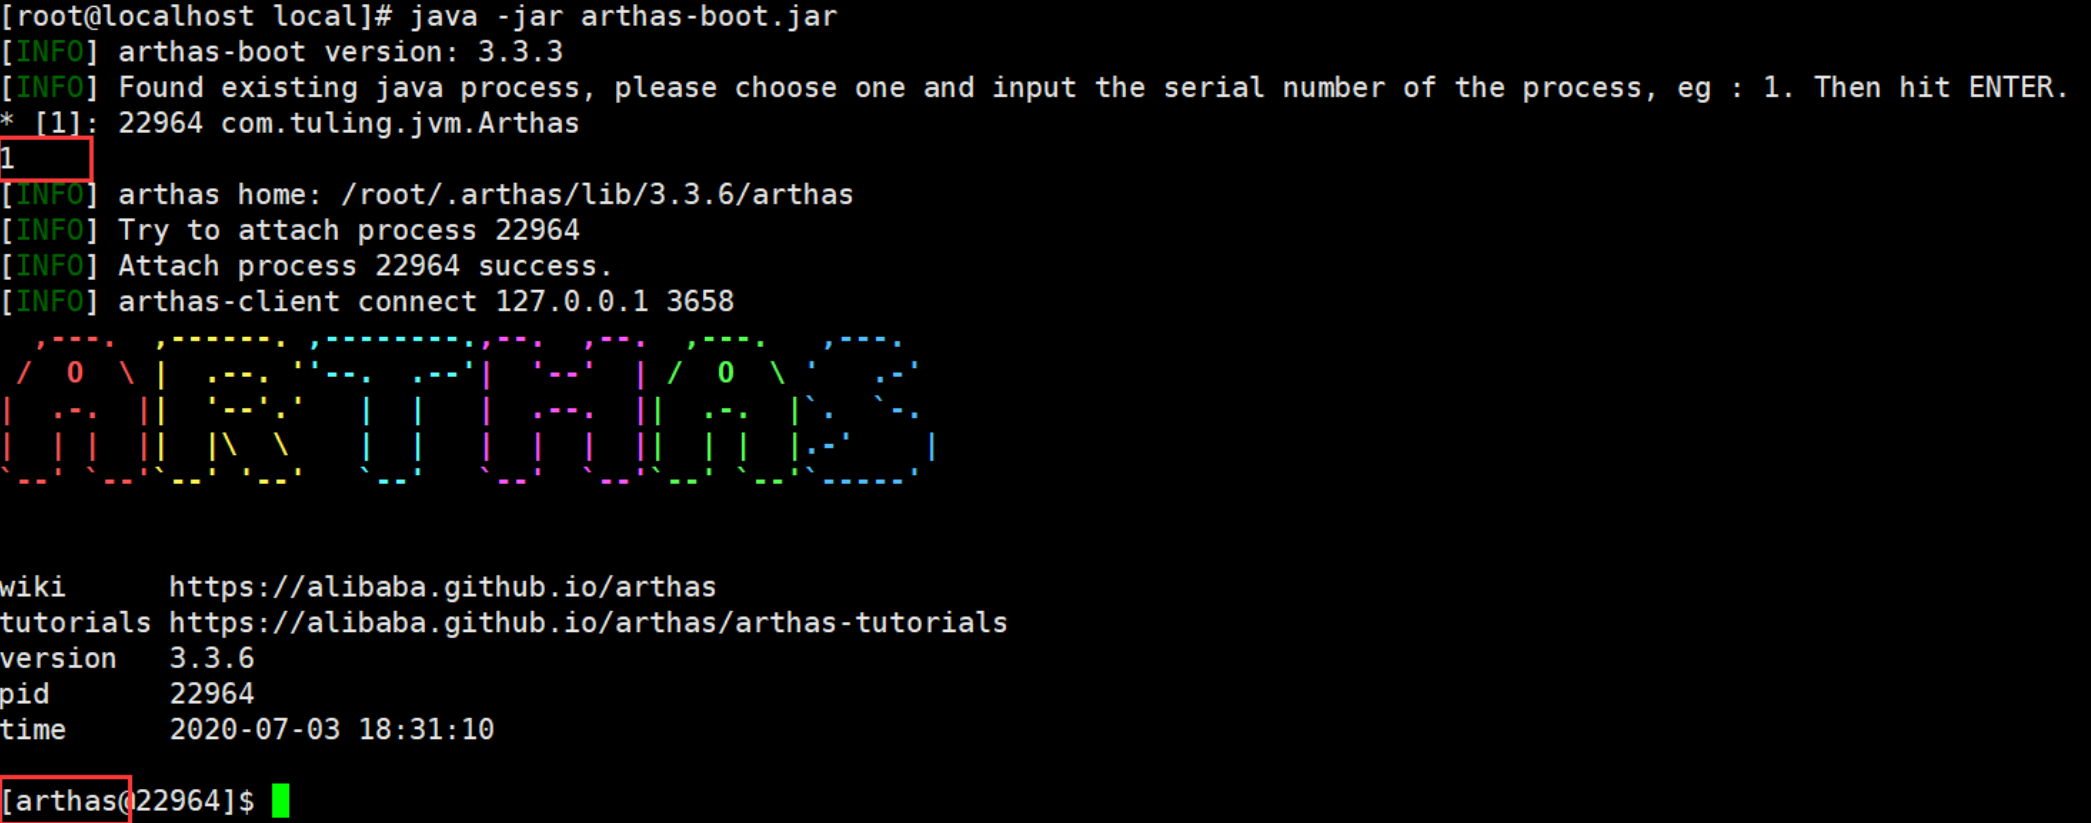 [root@localhost local]# java -jar arthas-boot.jar
[INFO] arthas-boot version: 3.3.3
[INFO] Found existing java process, please choose one and input the serial number of the process, eg : 1. Then hit ENTER.
* [1]: 22964 com.tuling.jvm.Arthas
1
[INFO] arthas home: /root/.arthas/lib/3.3.6/arthas
[INFO] Try to attach process 22964
[INFO] Attach process 22964 success.
[INFO] arthas-client connect 127.0.0.1 3658
ARTHAS
wiki      https://alibaba.github.io/arthas
tutorials https://alibaba.github.io/arthas/arthas-tutorials
version   3.3.6
pid       22964
time      2020-07-03 18:31:10
[arthas@22964]$